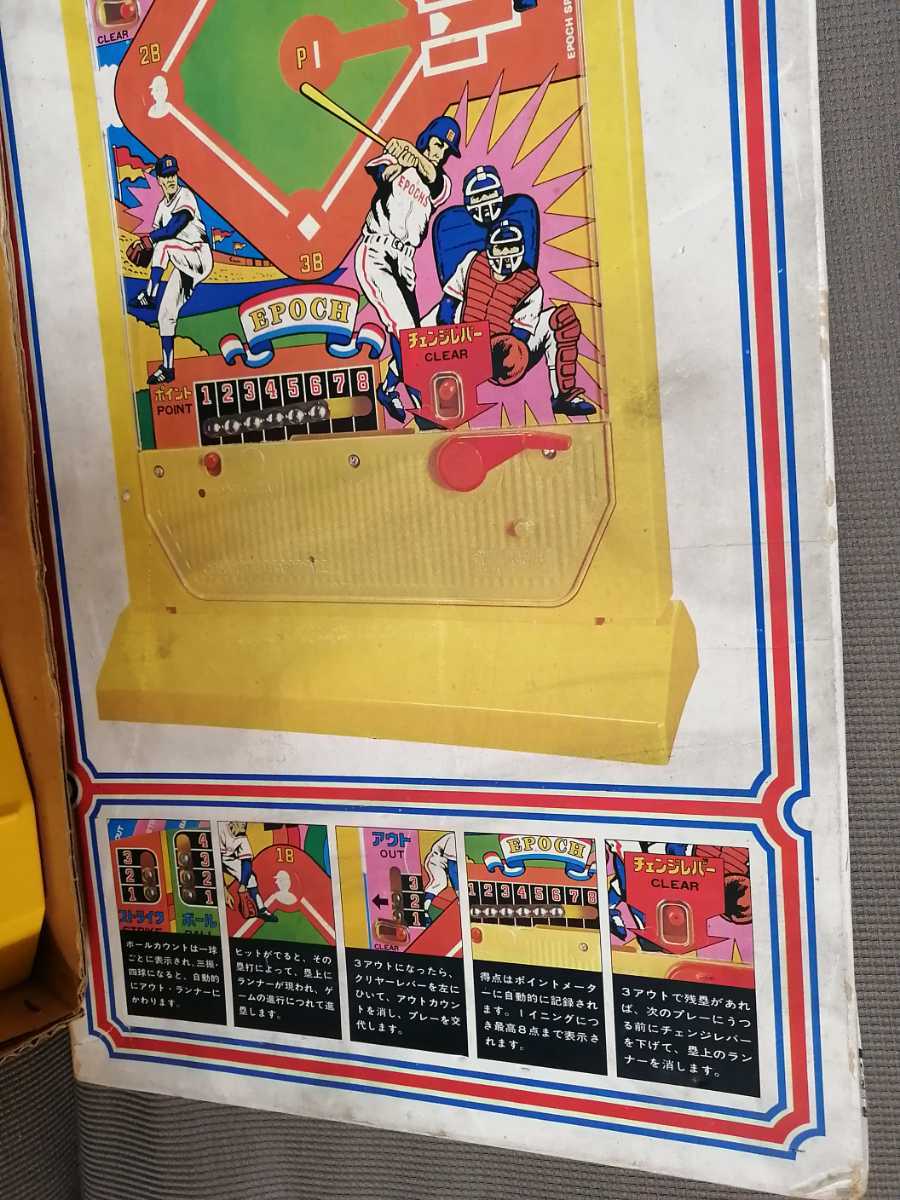 CLEAR
2B
P
EPOCH SP
EPOCHS
3B
EPOCH
チェンジレバー
CLEAR
ポイント
POINT
1 2 3 4 5 6 7 8
OUT
3
2
1
ストライク
STRIKE
4
3
2
1
ボール
BALL
ボールカウントは一球
ごとに表示され、三振・
四球になると、自動的
にアウト・ランナーに
かわります。
1B
ヒットがでると、その
塁打によって、塁上に
ランナーが現われ、ゲ
ームの進行につれて進
塁します。
アウト
OUT
3
2
1
CLEAR
3アウトになったら、
クリヤーレバーを左に
ひいて、アウトカウン
トを消し、プレーを交
代します。
EPOCH
1 2 3 4 5 6 7 8
得点はポイントメータ
ーに自動的に記録され
ます。1イニングにつ
き最高8点まで表示さ
れます。
チェンジレバー
CLEAR
3アウトで残塁があれ
ば、次のプレーにうつ
る前にチェンジレバー
を下げて、塁上のラン
ナーを消します。